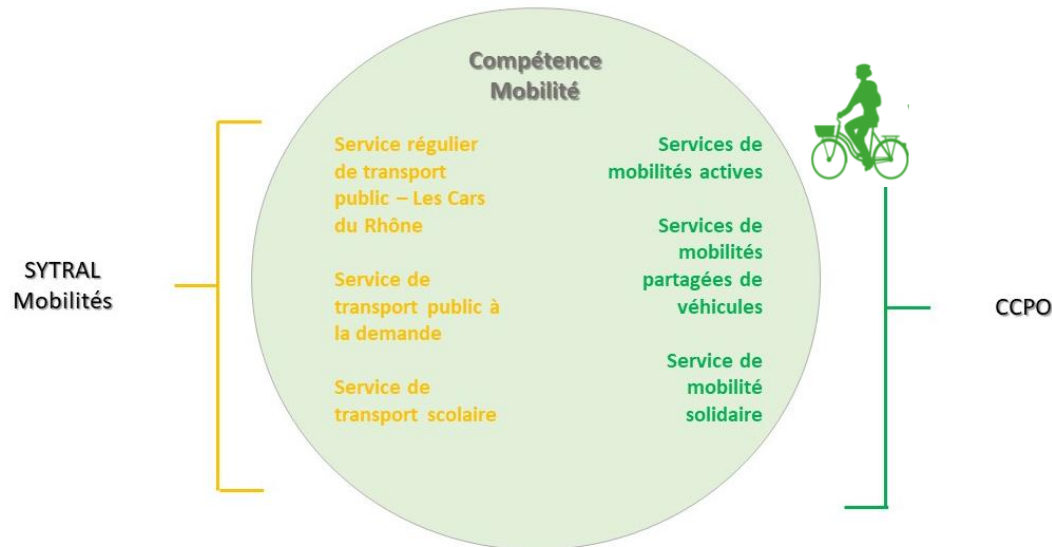 Compétence
Mobilité
SYTRAL
Mobilités
Service régulier
de transport
public – Les Cars
du Rhône
Service de
transport public à
la demande
Service de
transport scolaire
Services de
mobilités actives
Services de
mobilités
partagées de
véhicules
Service de
mobilité
solidaire
CCPO